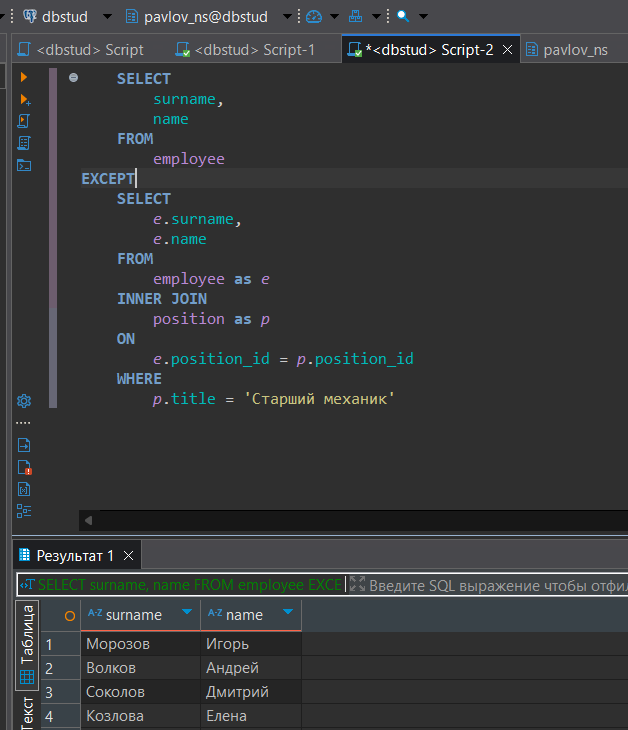 dbstud pavlov_ns@dbstud
<dbstud> Script <dbstud> Script-1 *<dbstud> Script-2 pavlov_ns
SELECT
surname,
name
FROM
employee
EXCEPT
SELECT
e.surname,
e.name
FROM
employee as e
INNER JOIN
position as p
ON
e.position_id = p.position_id
WHERE
p.title = 'Старший механик'
Результат 1
SELECT surname, name FROM employee EXCE Введите SQL выражение чтобы отфил
Таблица
Текст
A-Z surname A-Z name
1 Морозов Игорь
2 Волков Андрей
3 Соколов Дмитрий
4 Козлова Елена